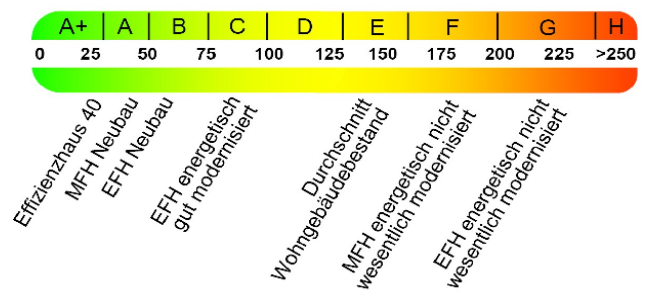 A+ A B C D E F G H
0 25 50 75 100 125 150 175 200 225 >250
Effizienzhaus 40
MFH Neubau
EFH Neubau
EFH energetisch
gut modernisiert
Durchschnitt
Wohngebäudebestand
MFH energetisch nicht
wesentlich modernisiert
EFH energetisch nicht
wesentlich modernisiert